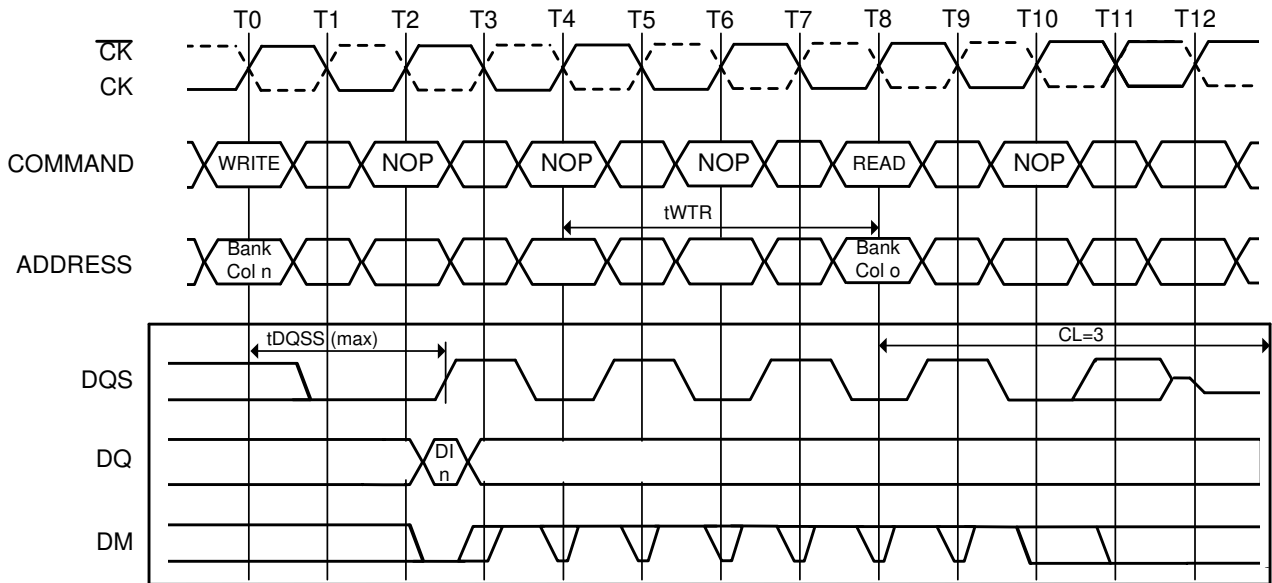 T0 T1 T2 T3 T4 T5 T6 T7 T8 T9 T10 T11 T12
CK
CK
COMMAND WRITE NOP NOP NOP READ NOP
tWTR
ADDRESS Bank Col n Bank Col o
tDQSS (max) CL=3
DQS
DQ DI n
DM